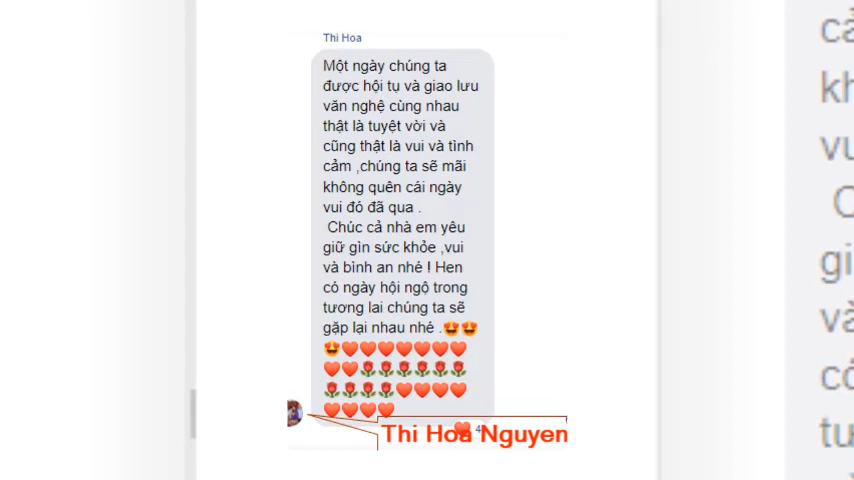 Thi Hoa
Một ngày chúng ta
được hội tụ và giao lưu
văn nghệ cùng nhau
thật là tuyệt vời và
cũng thật là vui và tình
cảm ,chúng ta sẽ mãi
không quên cái ngày
vui đó đã qua .
Chúc cả nhà em yêu
giữ gìn sức khỏe ,vui
và bình an nhé ! Hen
có ngày hội ngộ trong
tương lai chúng ta sẽ
gặp lại nhau nhé .😍😍
😍❤️❤️❤️❤️❤️❤️❤️
❤️❤️🌹🌹🌹🌹🌹🌹
🌹🌹🌹🌹❤️❤️❤️❤️
❤️❤️❤️❤️
Thi Hoa Nguyen
4